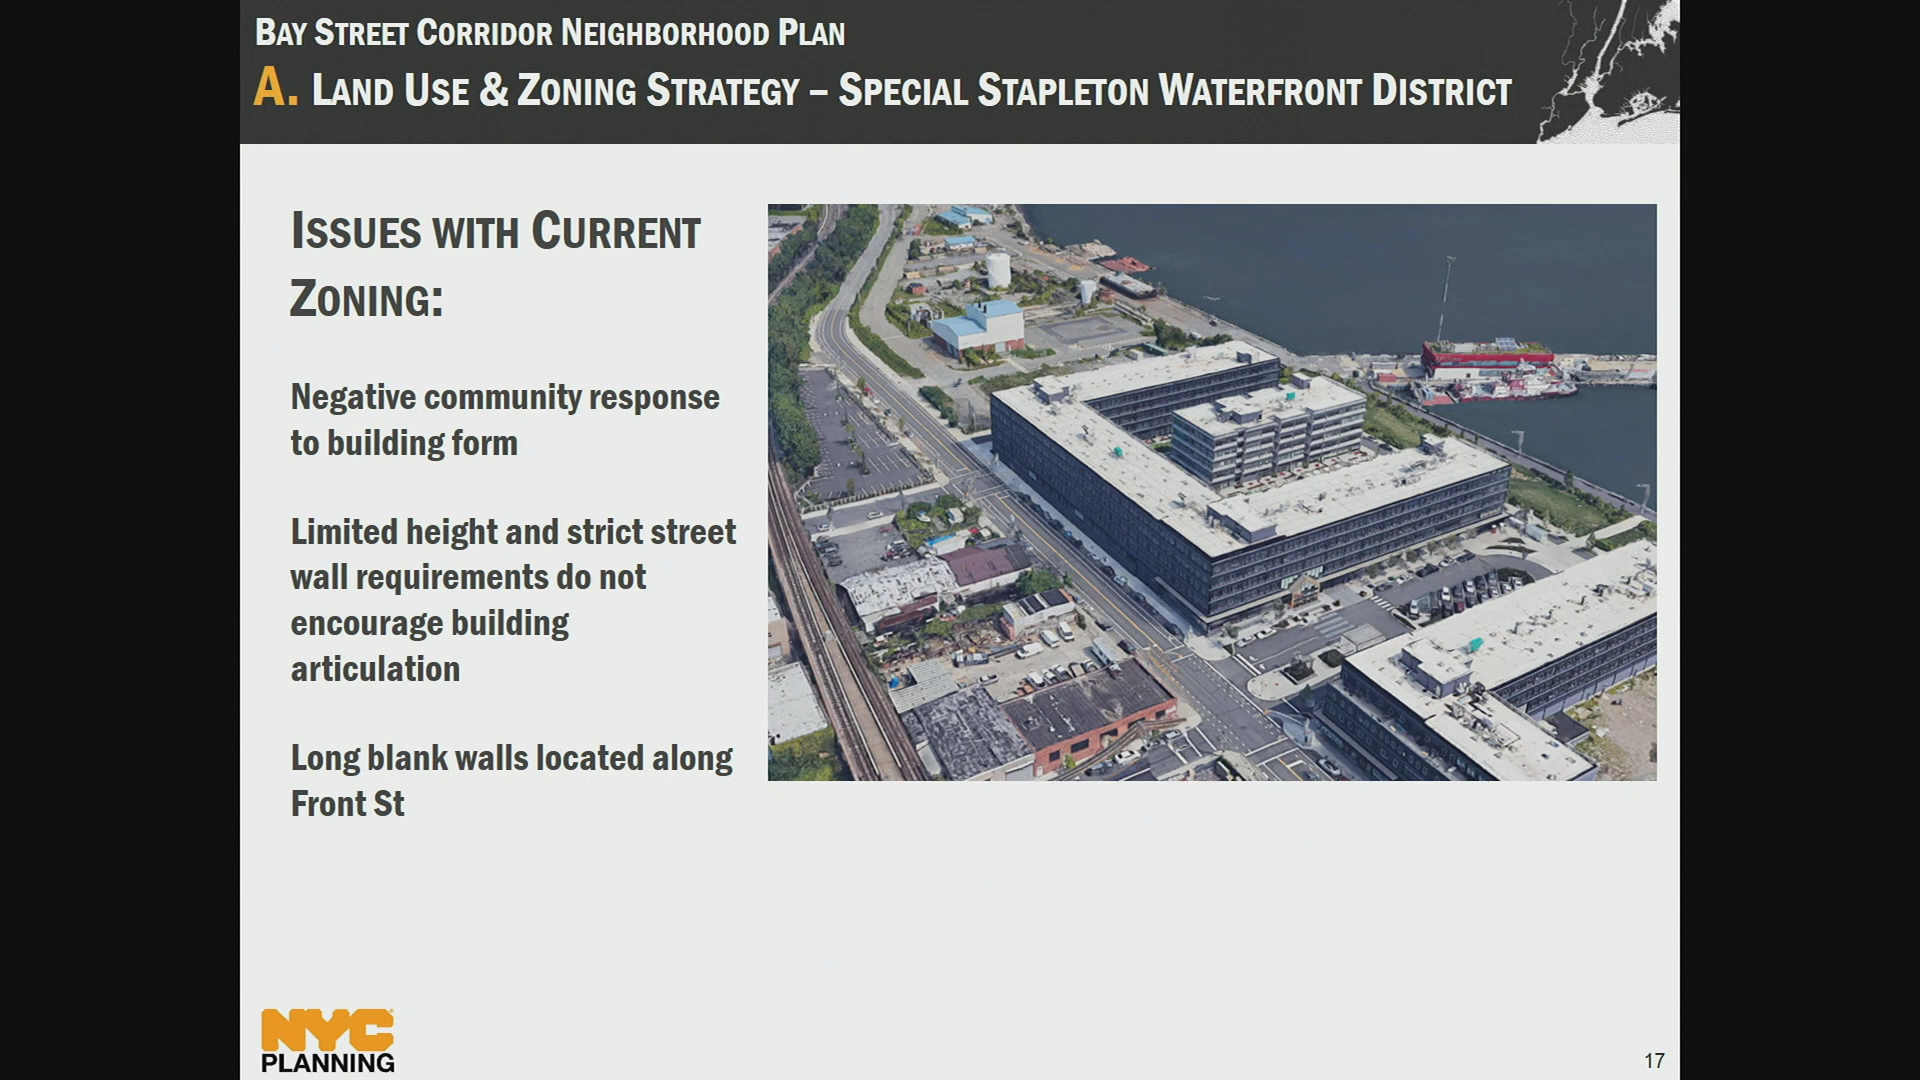 BAY STREET CORRIDOR NEIGHBORHOOD PLAN
A. LAND USE & ZONING STRATEGY – SPECIAL STAPLETON WATERFRONT DISTRICT
ISSUES WITH CURRENT
ZONING:
Negative community response
to building form
Limited height and strict street
wall requirements do not
encourage building
articulation
Long blank walls located along
Front St
NYC
PLANNING
17